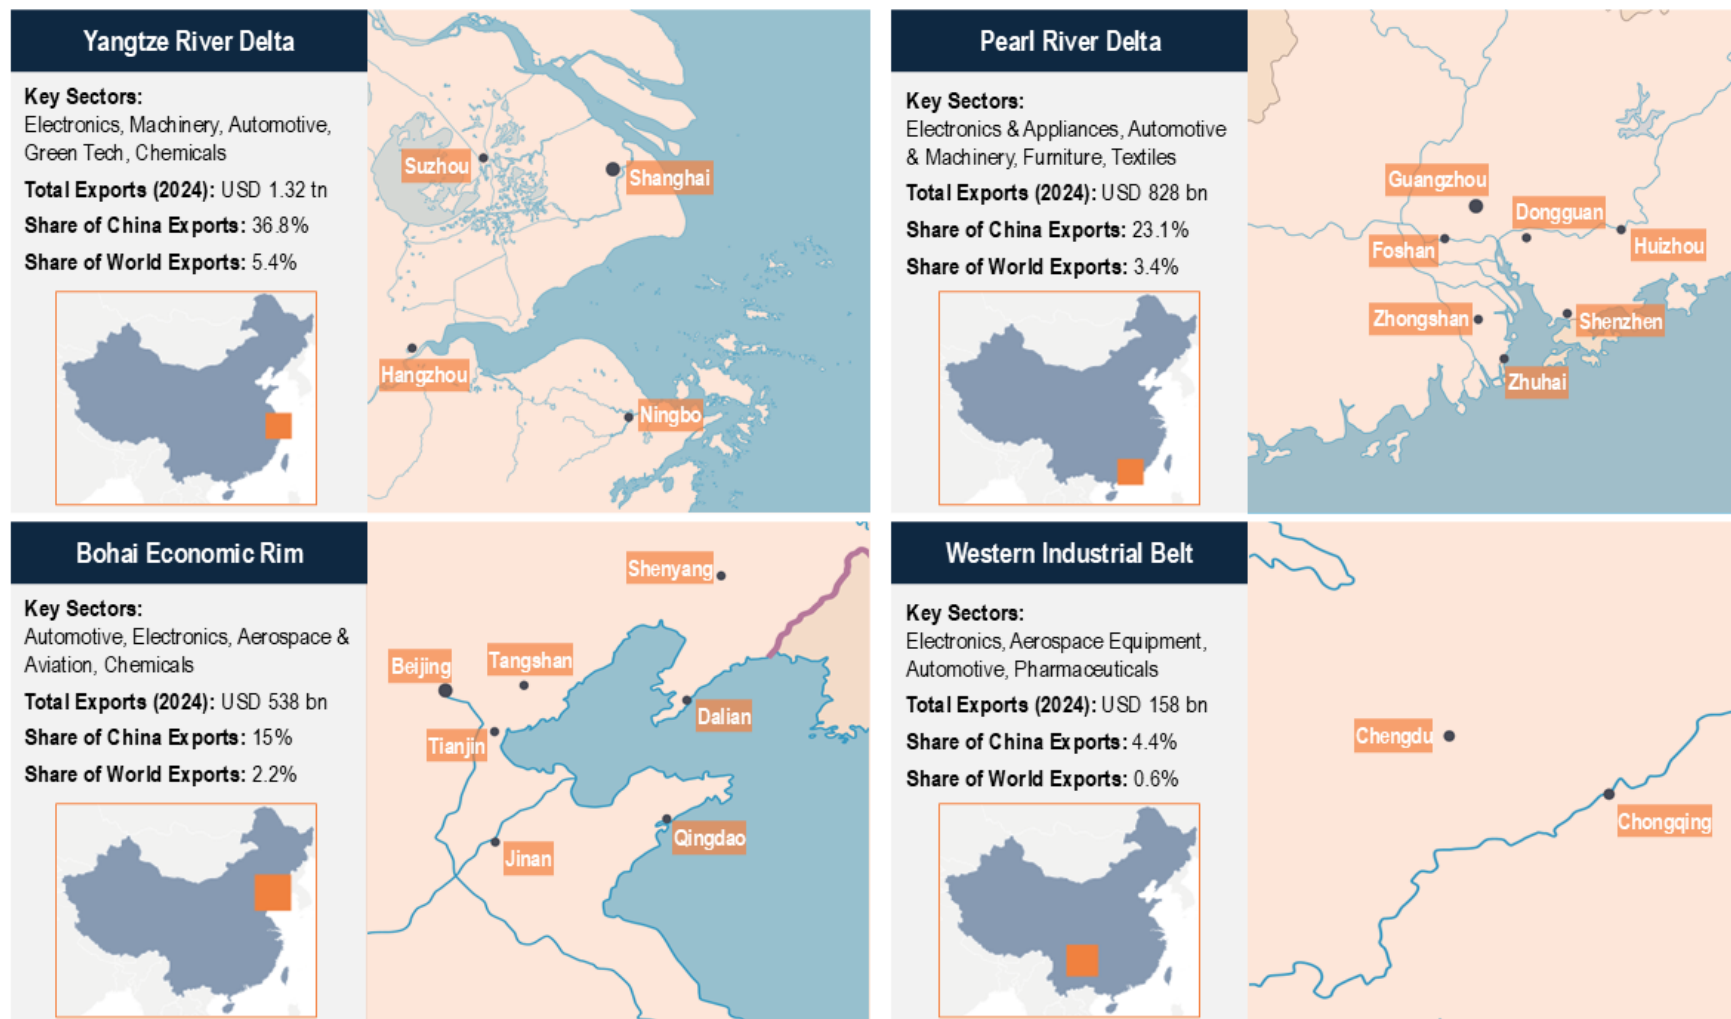 Yangtze River Delta
Key Sectors:
Electronics, Machinery, Automotive,
Green Tech, Chemicals
Total Exports (2024): USD 1.32 tn
Share of China Exports: 36.8%
Share of World Exports: 5.4%
Suzhou
Shanghai
Hangzhou
Ningbo
Pearl River Delta
Key Sectors:
Electronics & Appliances, Automotive
& Machinery, Furniture, Textiles
Total Exports (2024): USD 828 bn
Share of China Exports: 23.1%
Share of World Exports: 3.4%
Guangzhou
Dongguan
Foshan
Huizhou
Zhongshan
Shenzhen
Zhuhai
Bohai Economic Rim
Key Sectors:
Automotive, Electronics, Aerospace &
Aviation, Chemicals
Total Exports (2024): USD 538 bn
Share of China Exports: 15%
Share of World Exports: 2.2%
Shenyang
Beijing
Tangshan
Dalian
Tianjin
Qingdao
Jinan
Western Industrial Belt
Key Sectors:
Electronics, Aerospace Equipment,
Automotive, Pharmaceuticals
Total Exports (2024): USD 158 bn
Share of China Exports: 4.4%
Share of World Exports: 0.6%
Chengdu
Chongqing